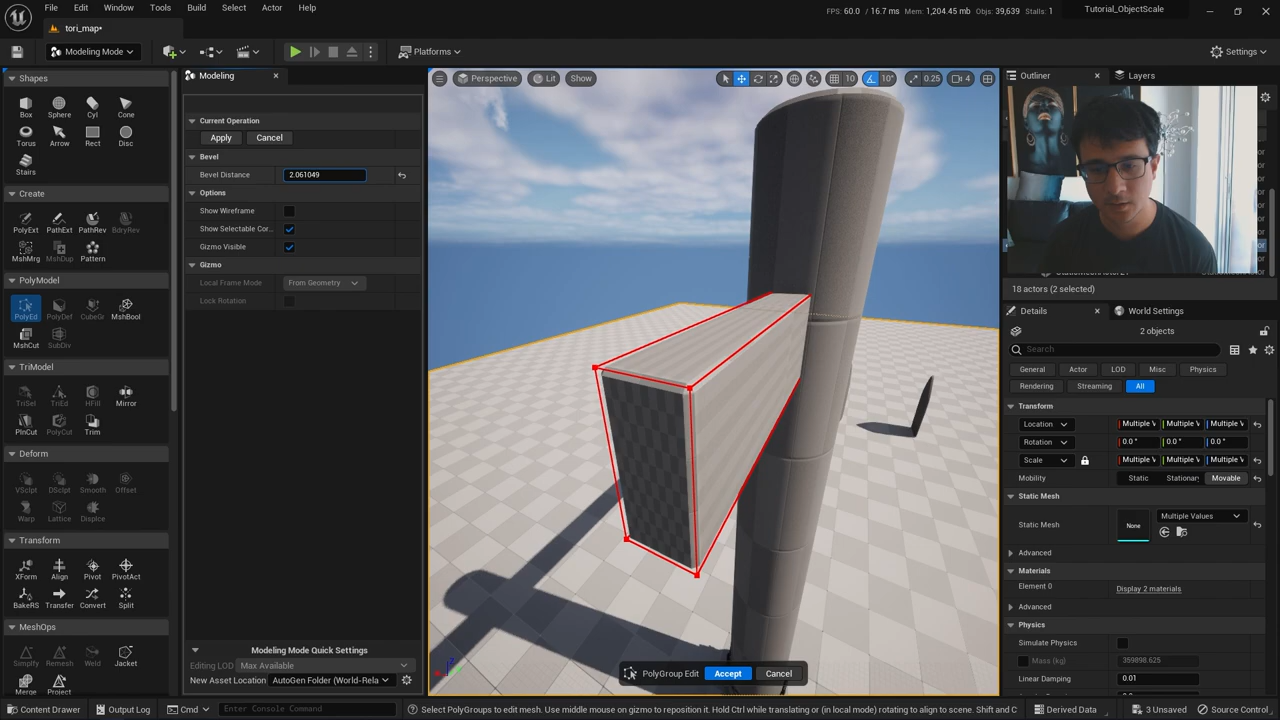 File Edit Window Tools Build Select Actor Help
FPS: 60.0 / 16.7 ms Mem: 1,204.45 mb Objs: 39,639 Stalls: 1
Tutorial_ObjectScale
tori_map•
Modeling Mode
Platforms
Settings
Shapes
Box Sphere Cyl Cone
Torus Arrow Rect Disc
Stairs
Create
PolyExt PathExt PathRev BdryRev
MshMrg MshDup Pattern
PolyModel
PolyEd PolyDef CubeGr MshBool
MshCut SubDiv
TriModel
TriSel TriEd HFill Mirror
PlnCut PolyCut Trim
Deform
VSclpt DSclpt Smooth Offset
Warp Lattice Displce
Transform
XForm Align Pivot PivotAct
BakeRS Transfer Convert Split
MeshOps
Simplfy Remesh Weld Jacket
Merge Project
Modeling
Current Operation
Apply Cancel
Bevel
Bevel Distance 2.061049
Options
Show Wireframe
Show Selectable Cor...
Gizmo Visible
Gizmo
Local Frame Mode From Geometry
Lock Rotation
Modeling Mode Quick Settings
Editing LOD Max Available
New Asset Location AutoGen Folder (World-Rela
Perspective Lit Show
10 10° 0.25 4
PolyGroup Edit Accept Cancel
Outliner Layers
18 actors (2 selected)
Details World Settings
2 objects
Search
General Actor LOD Misc Physics
Rendering Streaming All
Transform
Location Multiple V Multiple V Multiple V
Rotation 0.0 ° 0.0 ° 0.0 °
Scale Multiple V Multiple V Multiple V
Mobility Static Stationary Movable
Static Mesh
Static Mesh None Multiple Values
Advanced
Materials
Element 0 Display 2 materials
Advanced
Physics
Simulate Physics
Mass (kg) 359898.625
Linear Damping 0.01
Content Drawer Output Log Cmd Enter Console Command
Select PolyGroups to edit mesh. Use middle mouse on gizmo to reposition it. Hold Ctrl while translating or (in local mode) rotating to align to scene. Shift and C
Derived Data 3 Unsaved Source Control